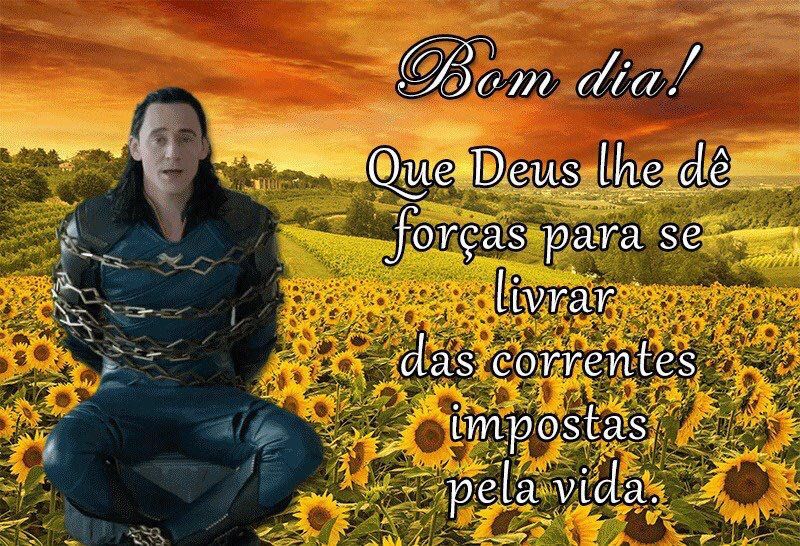 Bom dia!
Que Deus lhe dê
forças para se
livrar
das correntes
impostas
pela vida.